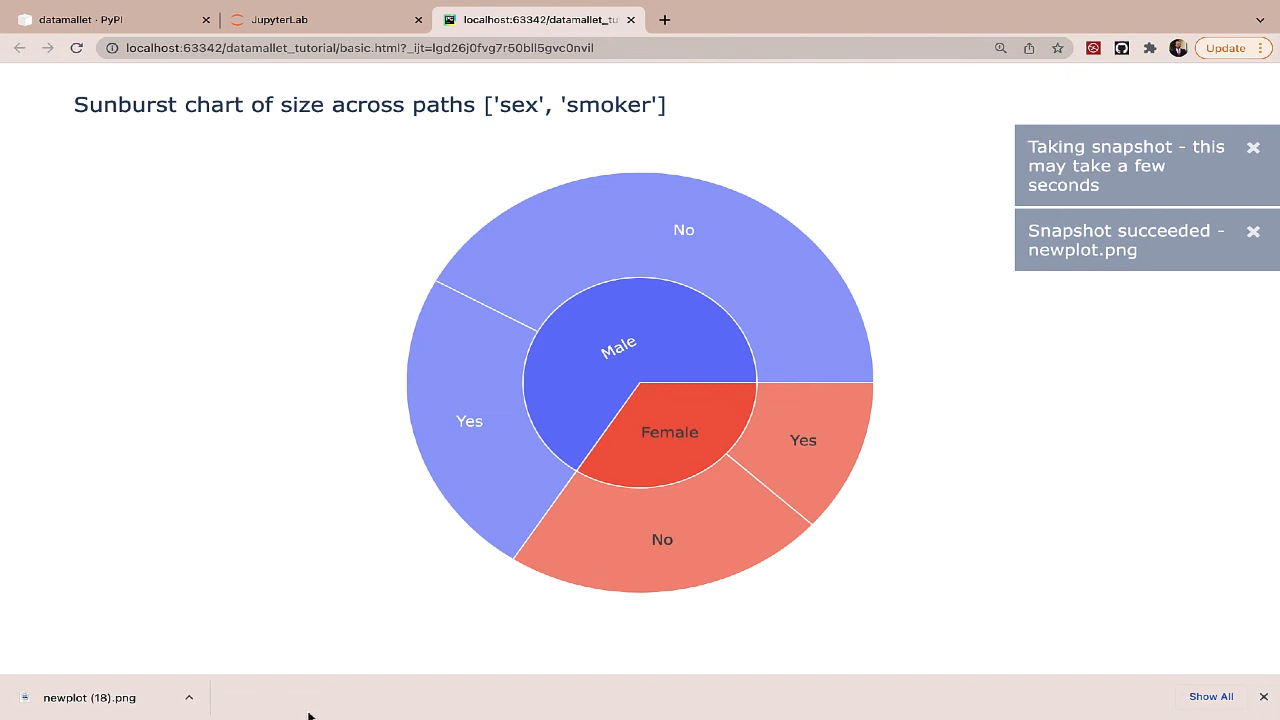 datamallet · PyPI
JupyterLab
localhost:63342/datamallet_tu
localhost:63342/datamallet_tutorial/basic.html?_ijt=lgd26j0fvg7r50bll5gvc0nvil
Update
Sunburst chart of size across paths ['sex', 'smoker']
Taking snapshot - this
may take a few
seconds
Snapshot succeeded -
newplot.png
No
Male
Yes
Female
Yes
No
newplot (18).png
Show All